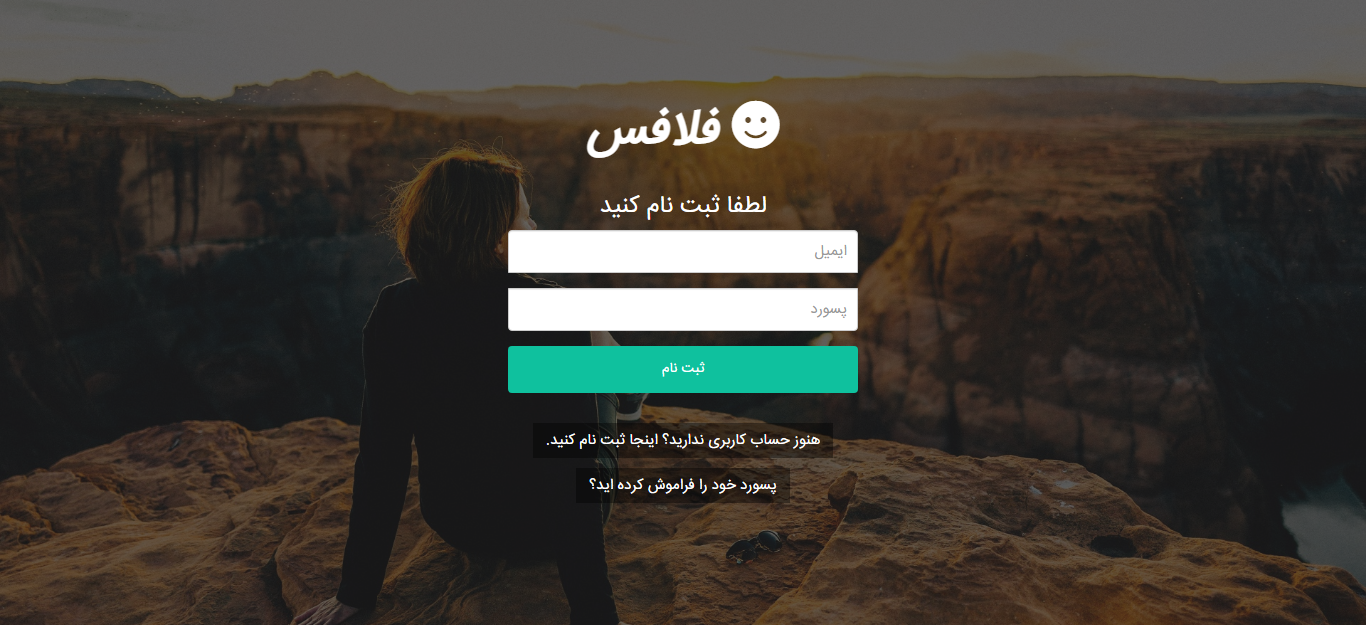 فلافس
لطفا ثبت نام کنید
ایمیل
پسورد
ثبت نام
هنوز حساب کاربری ندارید؟ اینجا ثبت نام کنید.
پسورد خود را فراموش کرده اید؟